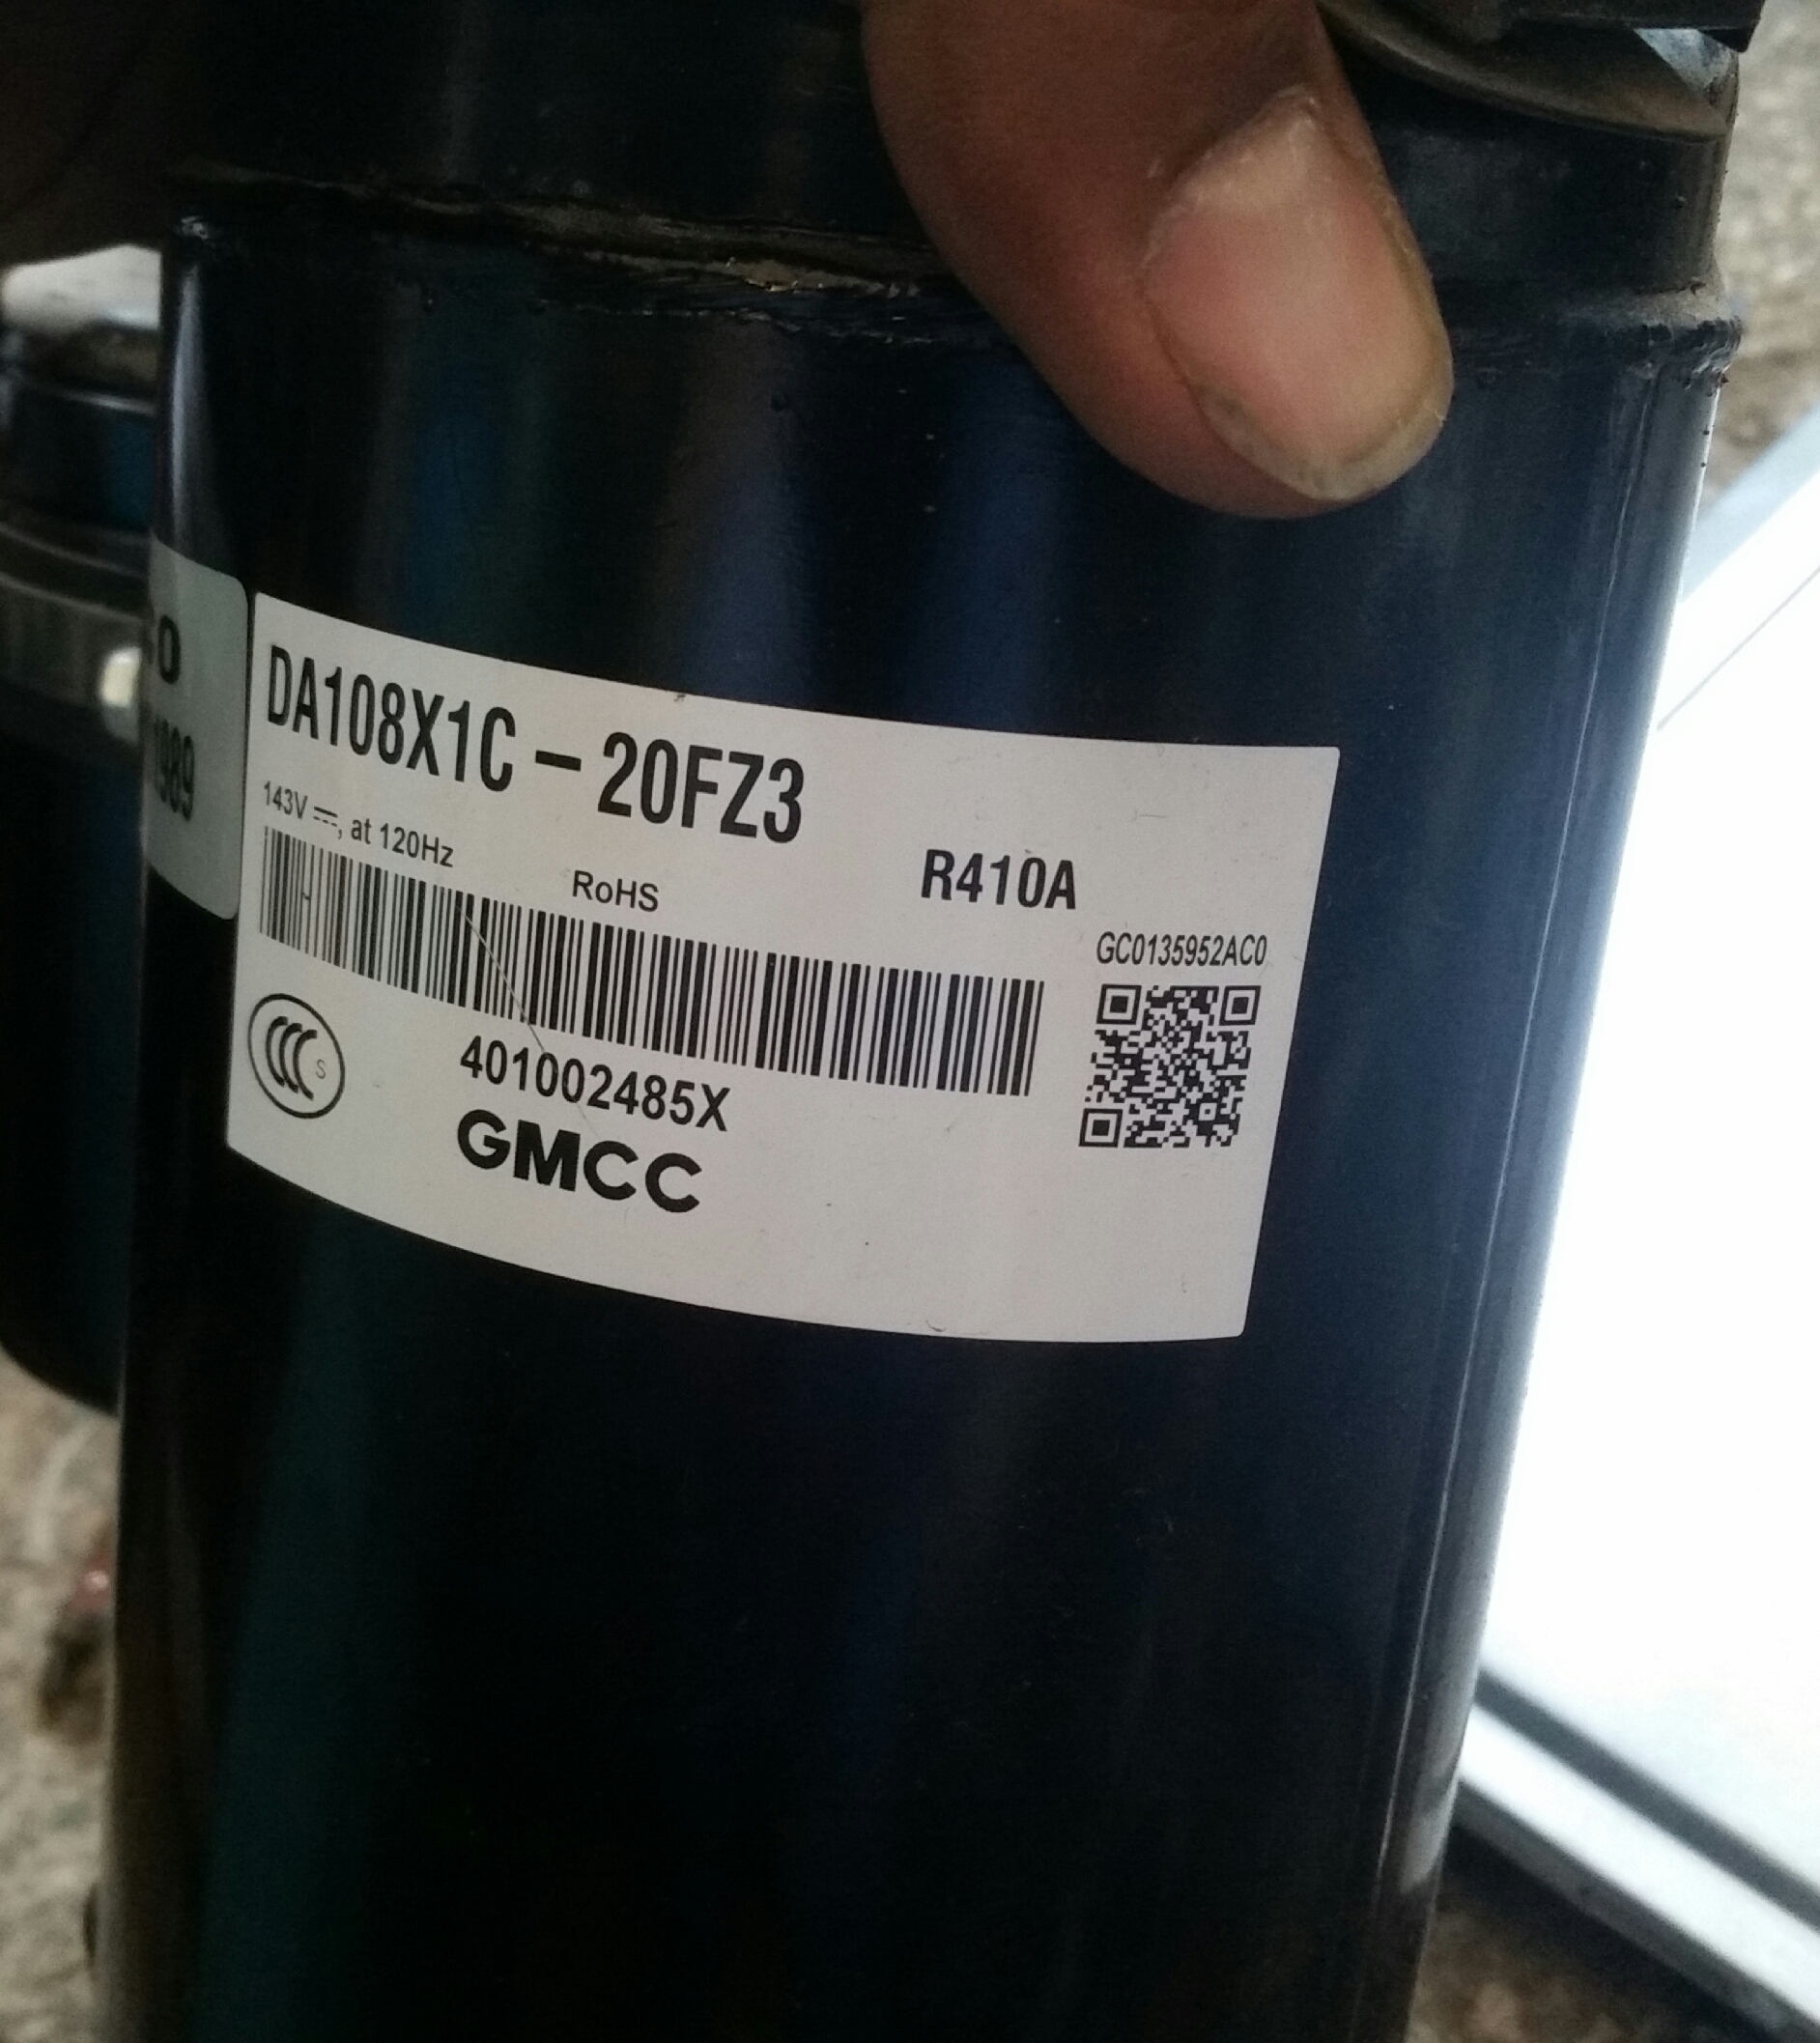 DA108X1C - 20FZ3
143V ⎓, at 120Hz
RoHS
R410A
GC0135952AC0
401002485X
S
GMCC